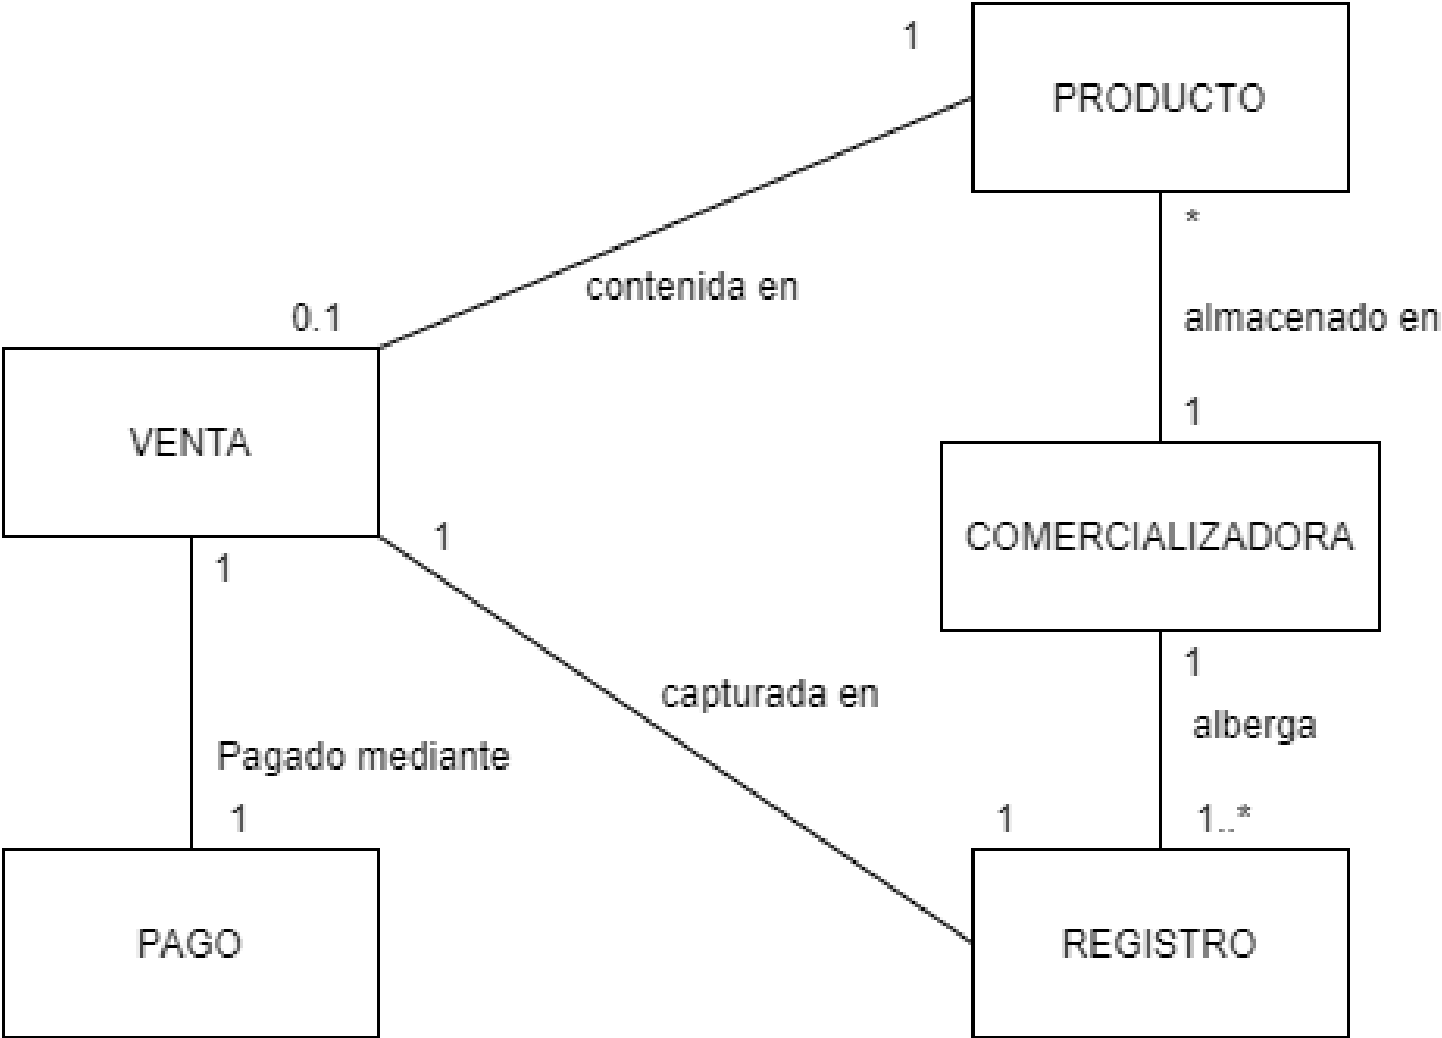 1
PRODUCTO
*
contenida en
0.1
almacenado en
1
VENTA
COMERCIALIZADORA
1
1
1
capturada en
alberga
Pagado mediante
1
1
1..*
PAGO
REGISTRO